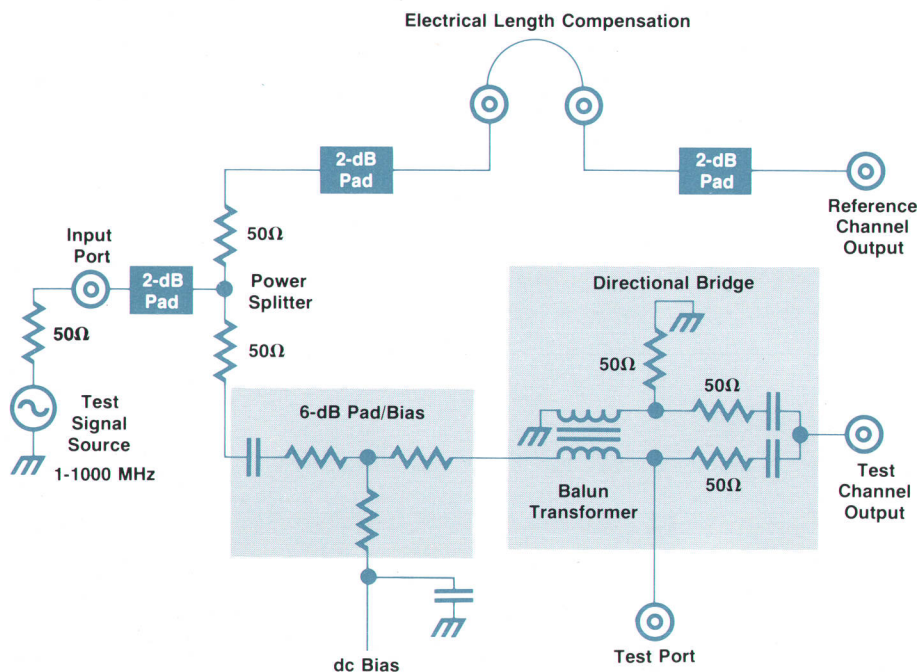 Electrical Length Compensation
2-dB
Pad
2-dB
Pad
Reference
Channel
Output
50Ω
Input
Port
2-dB
Pad
Power
Splitter
50Ω
50Ω
Test
Signal
Source
1-1000 MHz
Directional Bridge
50Ω
50Ω
50Ω
Balun
Transformer
Test
Channel
Output
6-dB Pad/Bias
dc Bias
Test Port